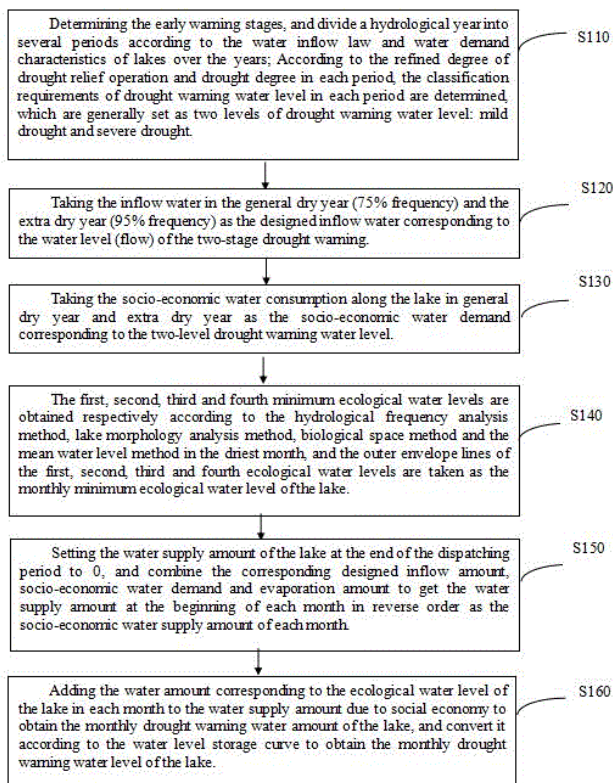 Determining the early warning stages, and divide a hydrological year into
several periods according to the water inflow law and water demand
characteristics of lakes over the years; According to the refined degree of
drought relief operation and drought degree in each period, the classification
requirements of drought warning water level in each period are determined,
which are generally set as two levels of drought warning water level: mild
drought and severe drought.
S110
Taking the inflow water in the general dry year (75% frequency) and the
extra dry year (95% frequency) as the designed inflow water corresponding to
the water level (flow) of the two-stage drought warning.
S120
Taking the socio-economic water consumption along the lake in general
dry year and extra dry year as the socio-economic water demand
corresponding to the two-level drought warning water level.
S130
The first, second, third and fourth minimum ecological water levels are
obtained respectively according to the hydrological frequency analysis
method, lake morphology analysis method, biological space method and the
mean water level method in the driest month, and the outer envelope lines of
the first, second, third and fourth ecological water levels are taken as the
monthly minimum ecological water level of the lake.
S140
Setting the water supply amount of the lake at the end of the dispatching
period to 0, and combine the corresponding designed inflow amount,
socio-economic water demand and evaporation amount to get the water
supply amount at the beginning of each month in reverse order as the
socio-economic water supply amount of each month.
S150
Adding the water amount corresponding to the ecological water level of
the lake in each month to the water supply amount due to social economy to
obtain the monthly drought warning water amount of the lake, and convert it
according to the water level storage curve to obtain the monthly drought
warning water level of the lake.
S160